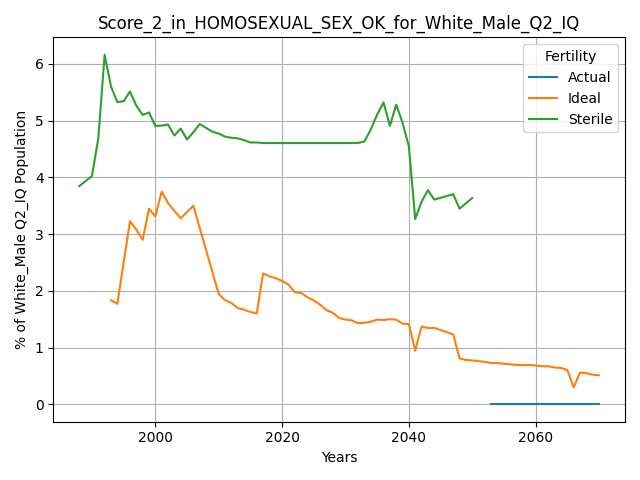 Score_2_in_HOMOSEXUAL_SEX_OK_for_White_Male_Q2_IQ
Fertility
Actual
Ideal
Sterile
% of White_Male Q2_IQ Population
6
5
4
3
2
1
0
2000
2020
2040
2060
Years